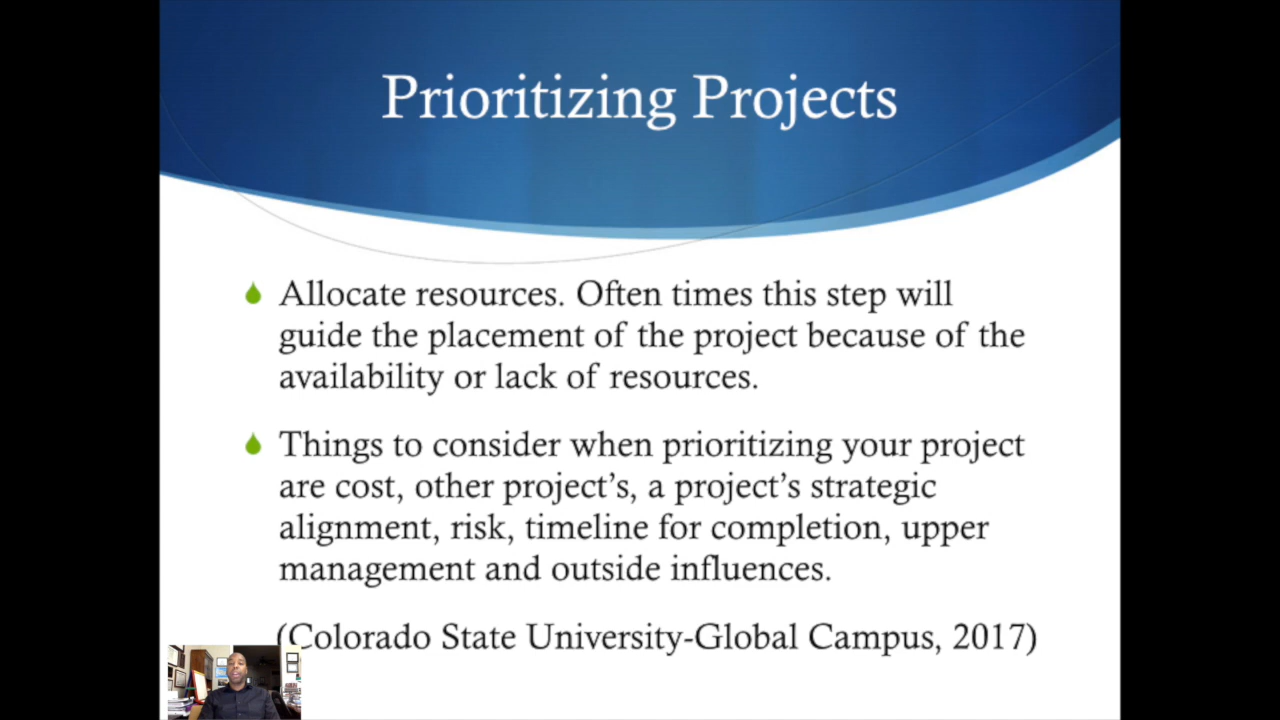 Prioritizing Projects
Allocate resources. Often times this step will
guide the placement of the project because of the
availability or lack of resources.
Things to consider when prioritizing your project
are cost, other project’s, a project’s strategic
alignment, risk, timeline for completion, upper
management and outside influences.
(Colorado State University-Global Campus, 2017)